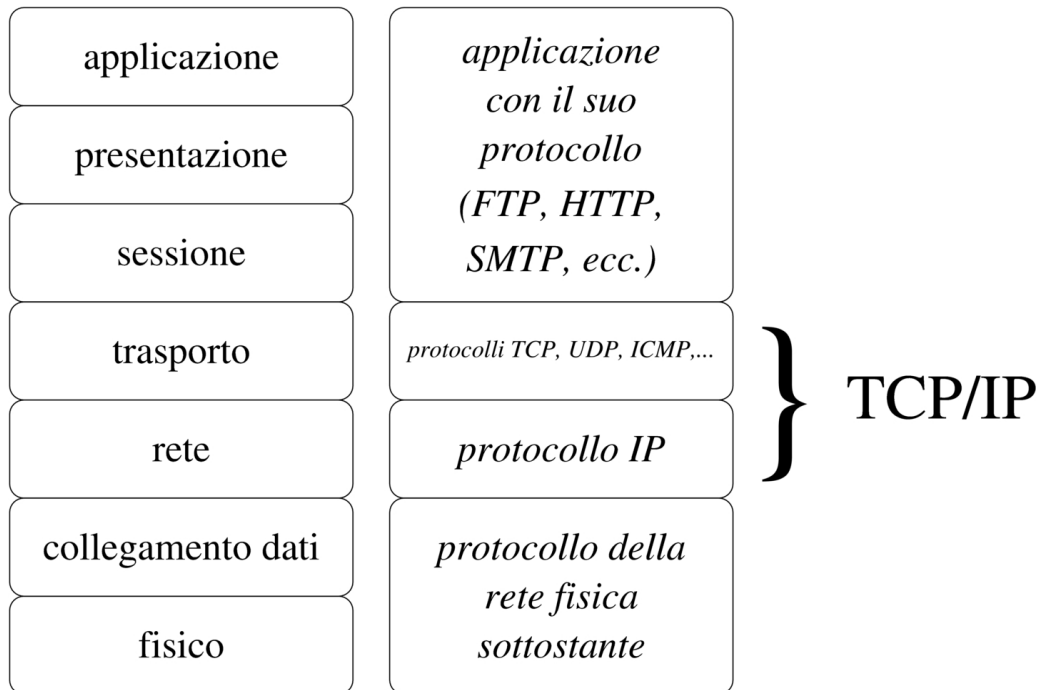 applicazione
presentazione
sessione
trasporto
rete
collegamento dati
fisico
applicazione
con il suo
protocollo
(FTP, HTTP,
SMTP, ecc.)
protocolli TCP, UDP, ICMP,...
protocollo IP
protocollo della
rete fisica
sottostante
} TCP/IP